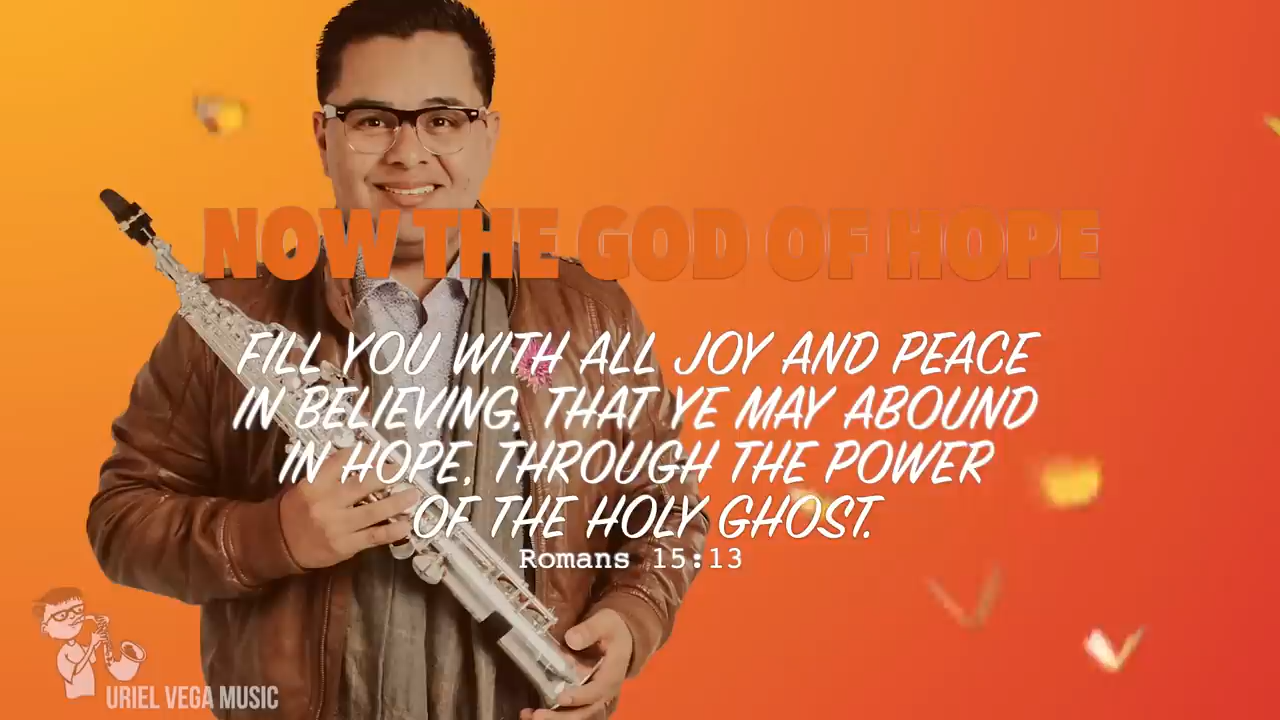 NOW THE GOD OF HOPE
FILL YOU WITH ALL JOY AND PEACE
IN BELIEVING, THAT YE MAY ABOUND
IN HOPE, THROUGH THE POWER
OF THE HOLY GHOST.
Romans 15:13
URIEL VEGA MUSIC